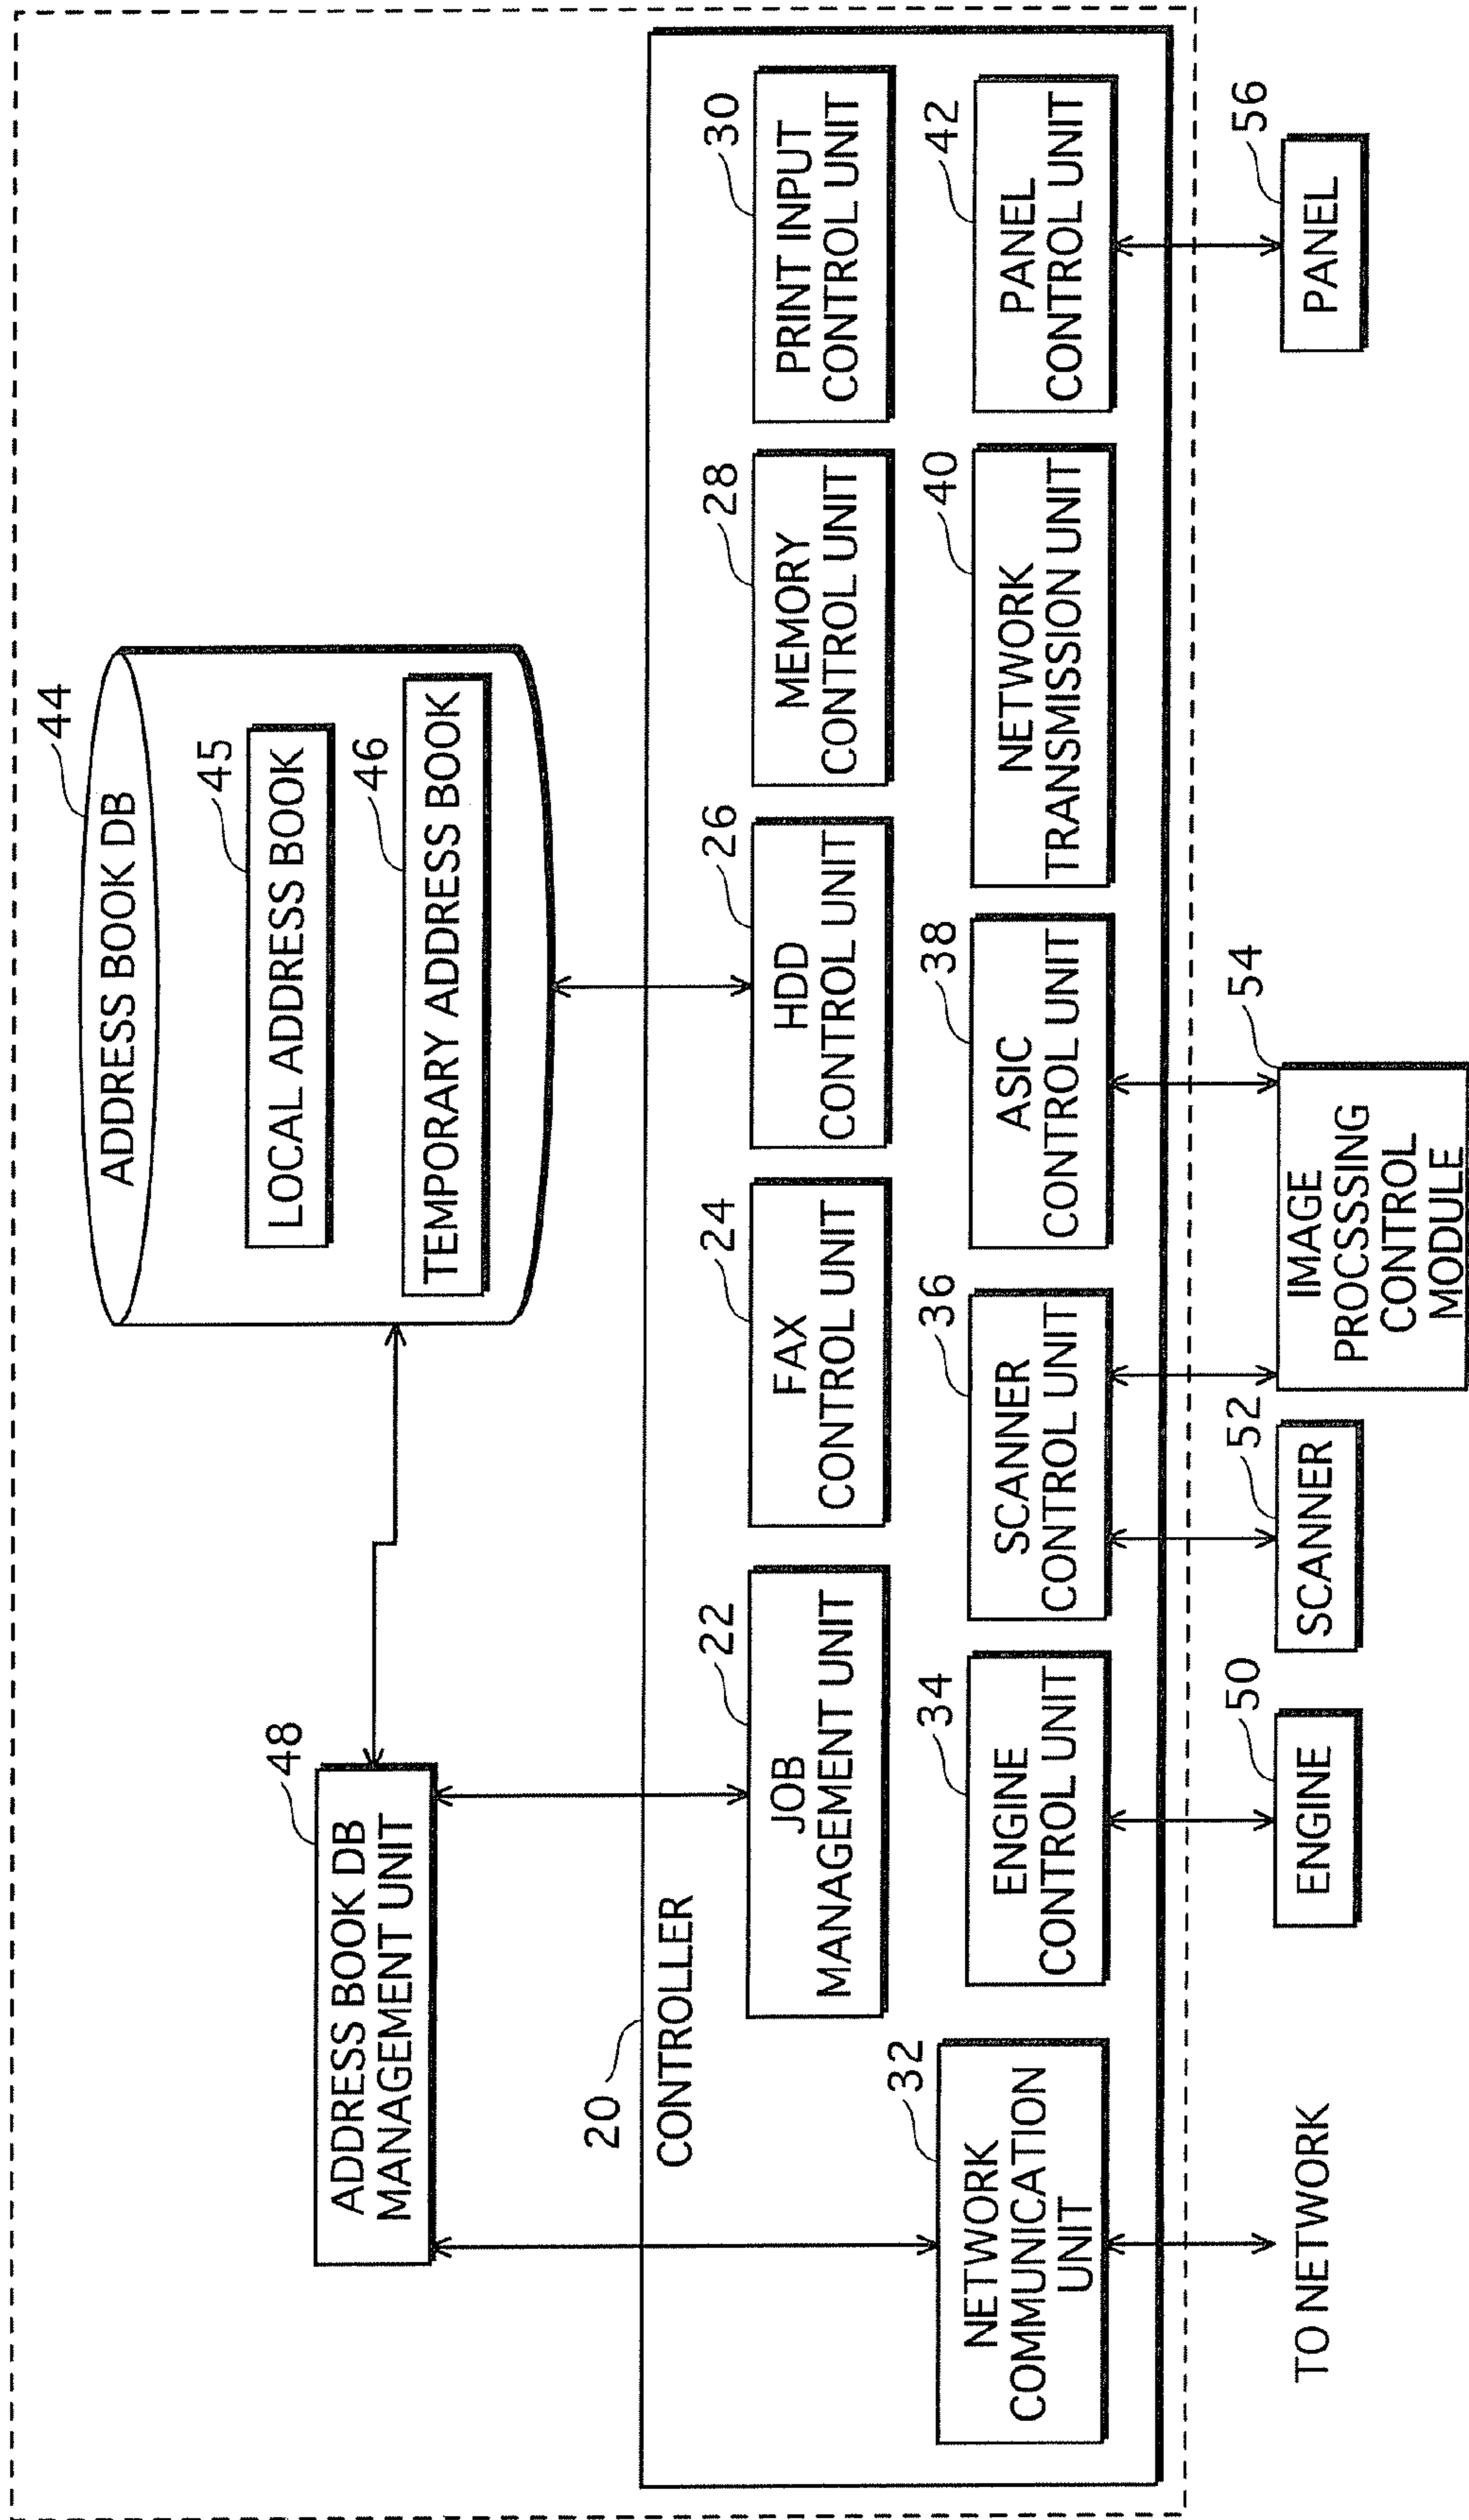 44
ADDRESS BOOK DB
45
LOCAL ADDRESS BOOK
46
TEMPORARY ADDRESS BOOK
48
ADDRESS BOOK DB
MANAGEMENT UNIT
20
CONTROLLER
22
JOB
MANAGEMENT UNIT
24
FAX
CONTROL UNIT
26
HDD
CONTROL UNIT
28
MEMORY
CONTROL UNIT
30
PRINT INPUT
CONTROL UNIT
32
NETWORK
COMMUNICATION
UNIT
34
ENGINE
CONTROL UNIT
36
SCANNER
CONTROL UNIT
38
ASIC
CONTROL UNIT
40
NETWORK
TRANSMISSION UNIT
42
PANEL
CONTROL UNIT
TO NETWORK
50
ENGINE
52
SCANNER
54
IMAGE
PROCSSSING
CONTROL
MODULE
56
PANEL